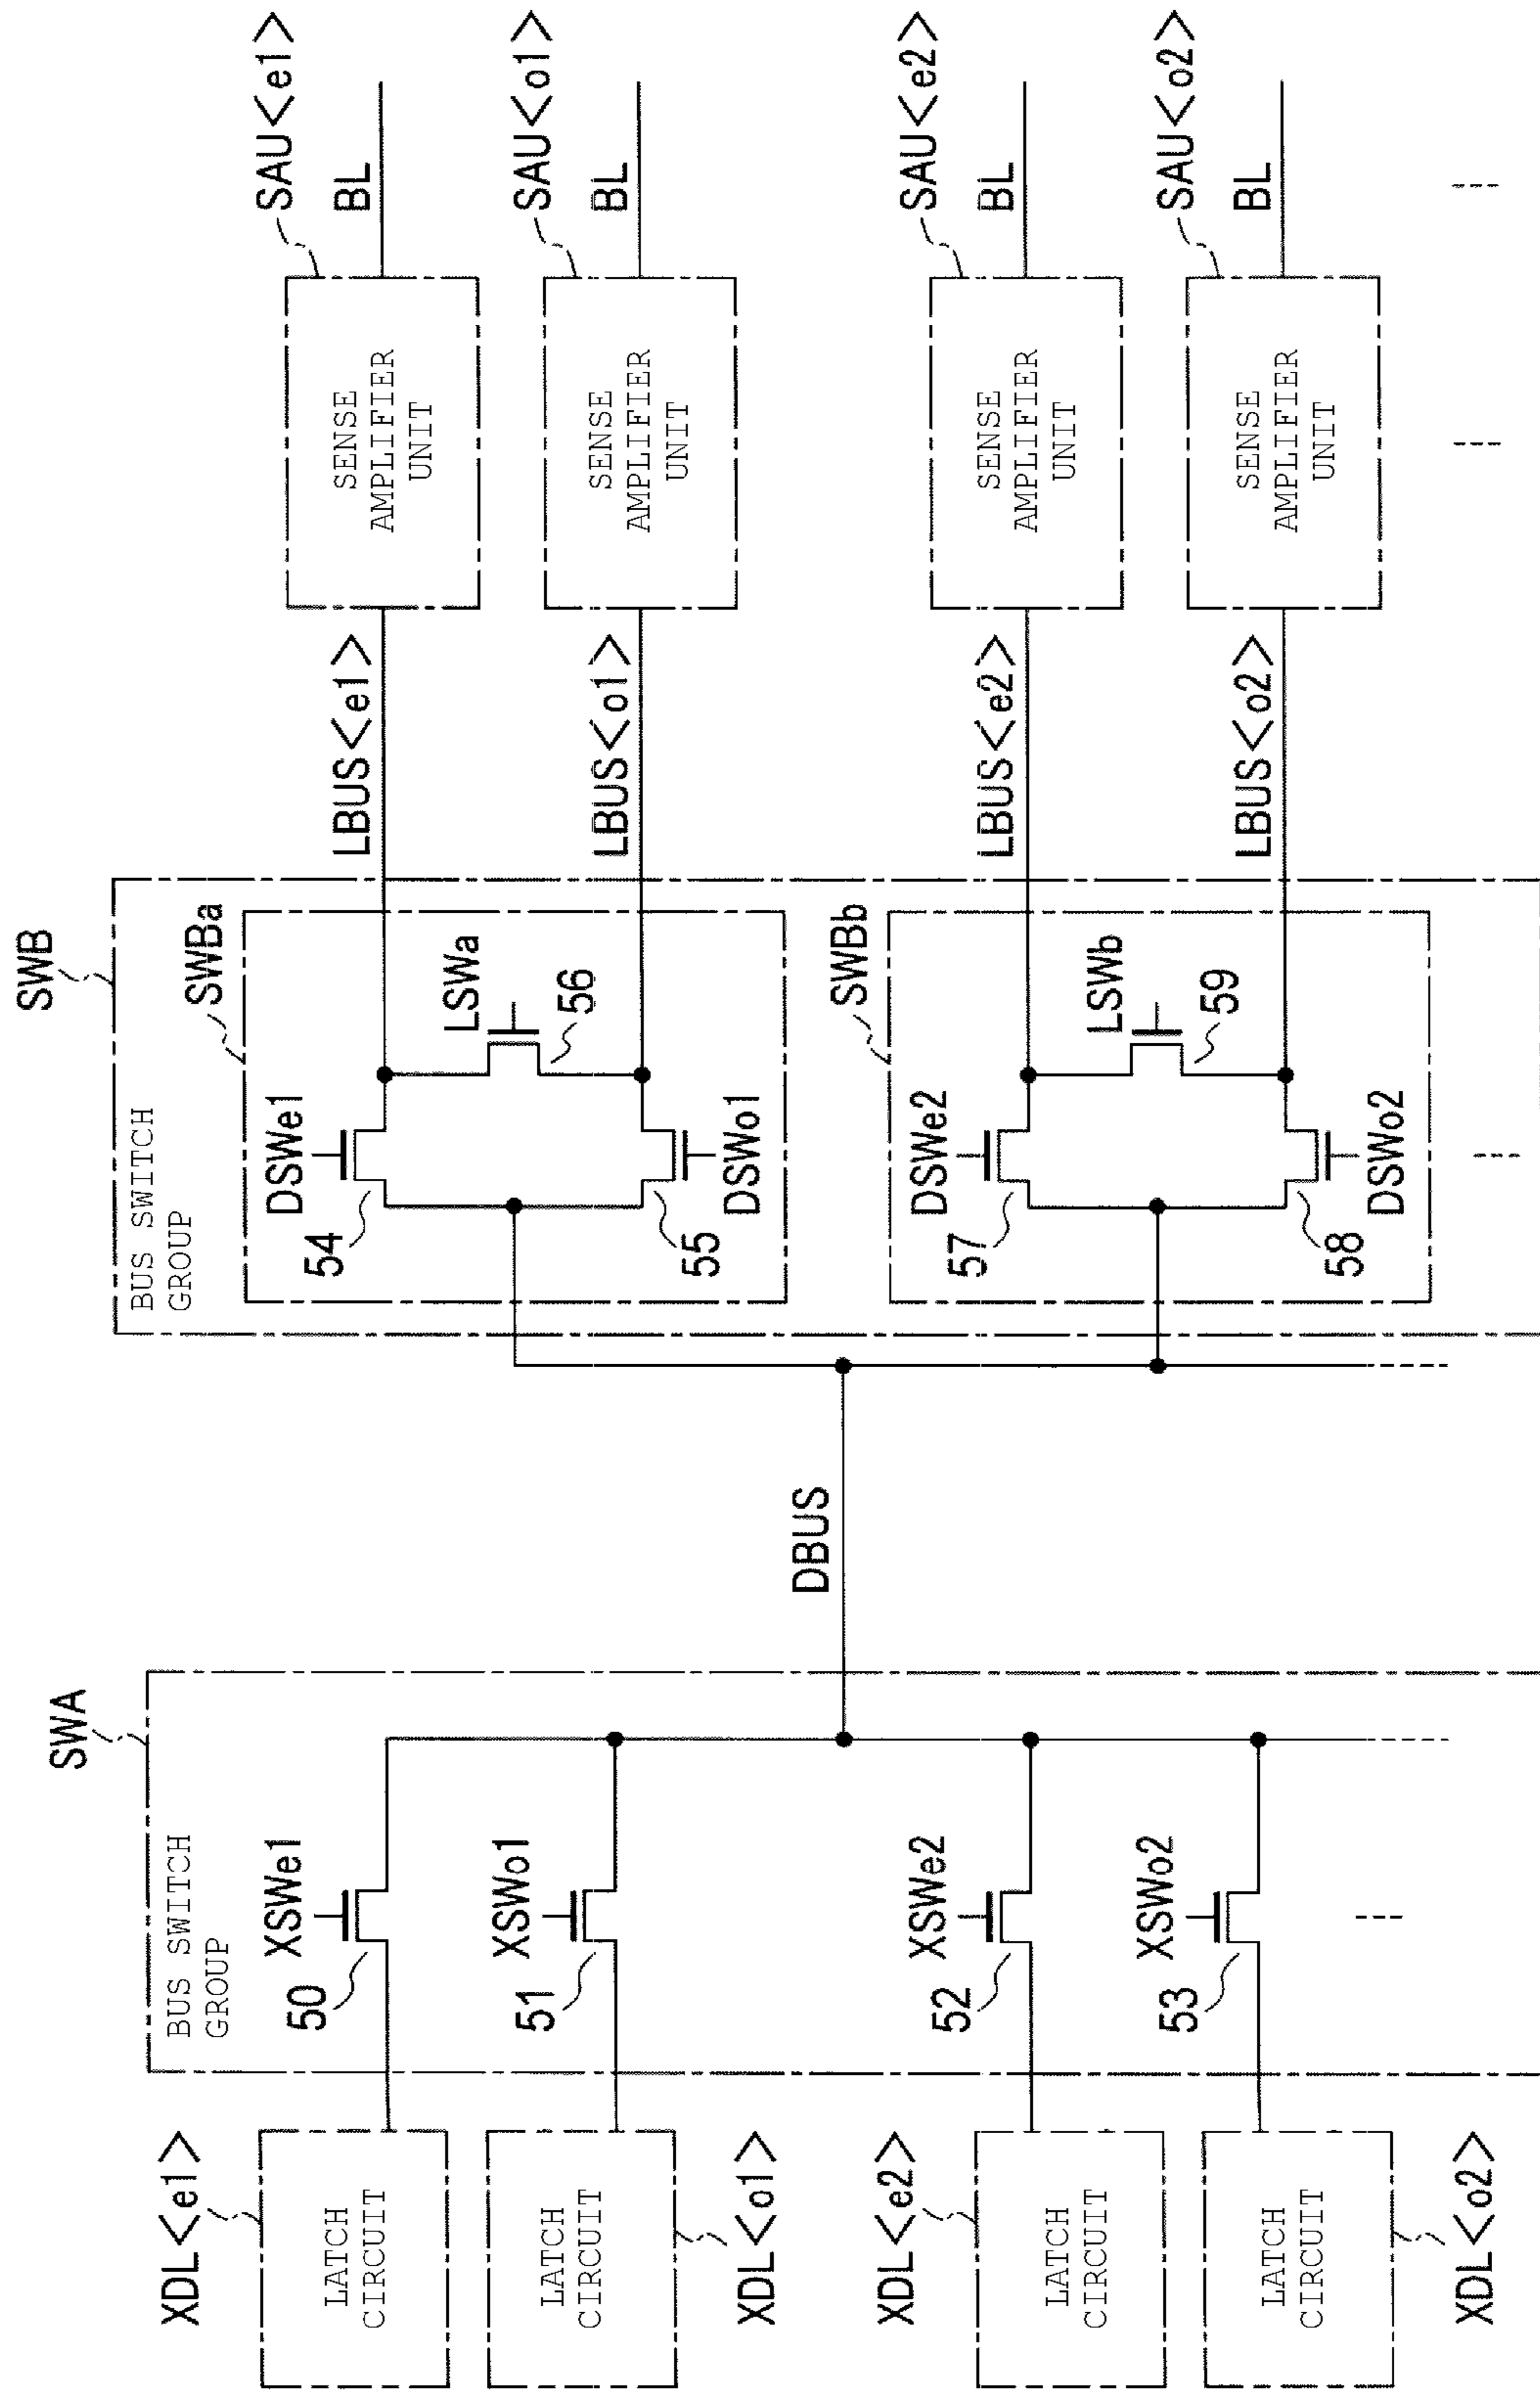 SWA
BUS SWITCH
GROUP
XDL<e1>
LATCH
CIRCUIT
50
XSWe1
LATCH
CIRCUIT
XDL<o1>
51
XSWo1
XDL<e2>
LATCH
CIRCUIT
52
XSWe2
LATCH
CIRCUIT
XDL<o2>
53
XSWo2
DBUS
SWB
BUS SWITCH
GROUP
SWBa
54
DSWe1
LSWa
56
55
DSWo1
SWBb
57
DSWe2
LSWb
59
58
DSWo2
LBUS<e1>
SENSE
AMPLIFIER
UNIT
SAU<e1>
BL
LBUS<o1>
SENSE
AMPLIFIER
UNIT
SAU<o1>
BL
LBUS<e2>
SENSE
AMPLIFIER
UNIT
SAU<e2>
BL
LBUS<o2>
SENSE
AMPLIFIER
UNIT
SAU<o2>
BL